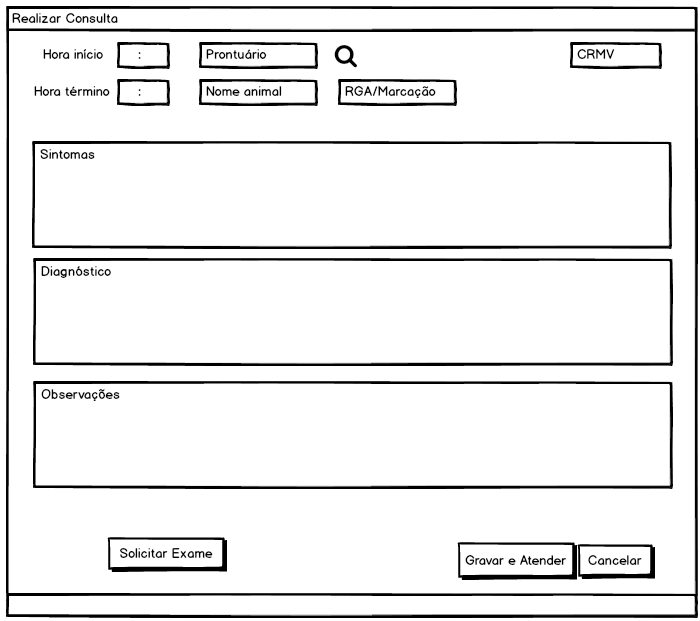 Realizar Consulta
Hora início : Prontuário CRMV
Hora término : Nome animal RGA/Marcação
Sintomas
Diagnóstico
Observações
Solicitar Exame Gravar e Atender Cancelar